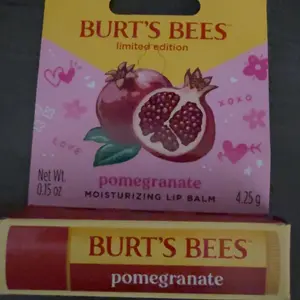 BURT'S BEES™
limited edition
XOXO
LOVE
pomegranate
MOISTURIZING LIP BALM
Net Wt.
0.15 oz
4.25 g
BURT'S BEES
pomegranate